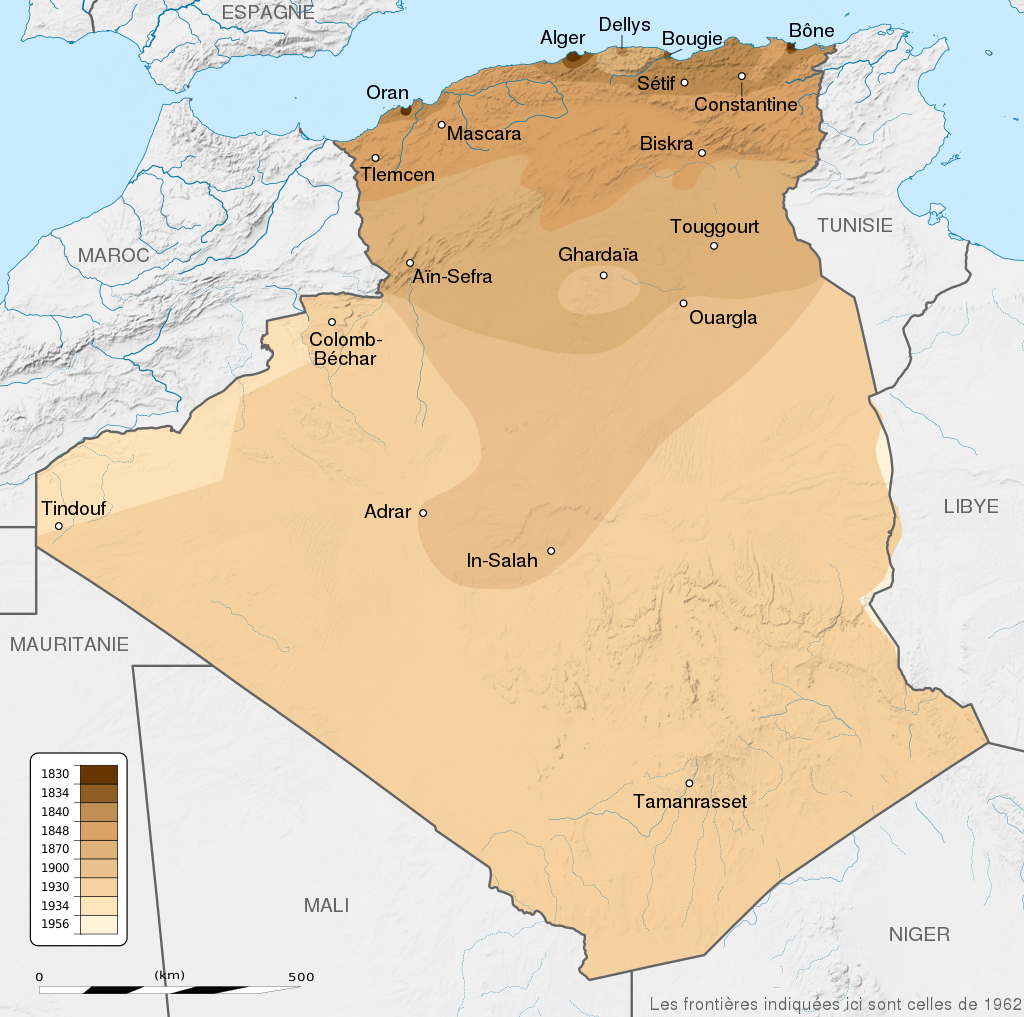 ESPAGNE
Dellys
Bône
Alger
Bougie
Sétif
Oran
Constantine
Mascara
Biskra
Tlemcen
Touggourt
TUNISIE
MAROC
Ghardaïa
Aïn-Sefra
Ouargla
Colomb-
Béchar
Tindouf
Adrar
LIBYE
In-Salah
MAURITANIE
Tamanrasset
1830
1834
1840
1848
1870
1900
1930
1934
1956
MALI
NIGER
0 (km) 500
Les frontières indiquées ici sont celles de 1962